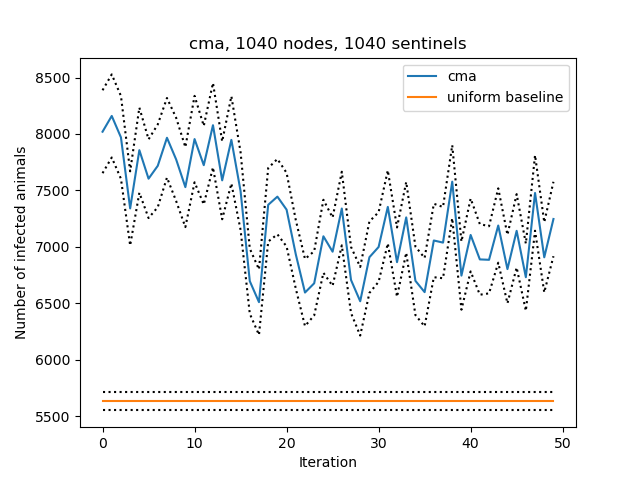 cma, 1040 nodes, 1040 sentinels
cma
uniform baseline
Number of infected animals
8500
8000
7500
7000
6500
6000
5500
0 10 20 30 40 50
Iteration